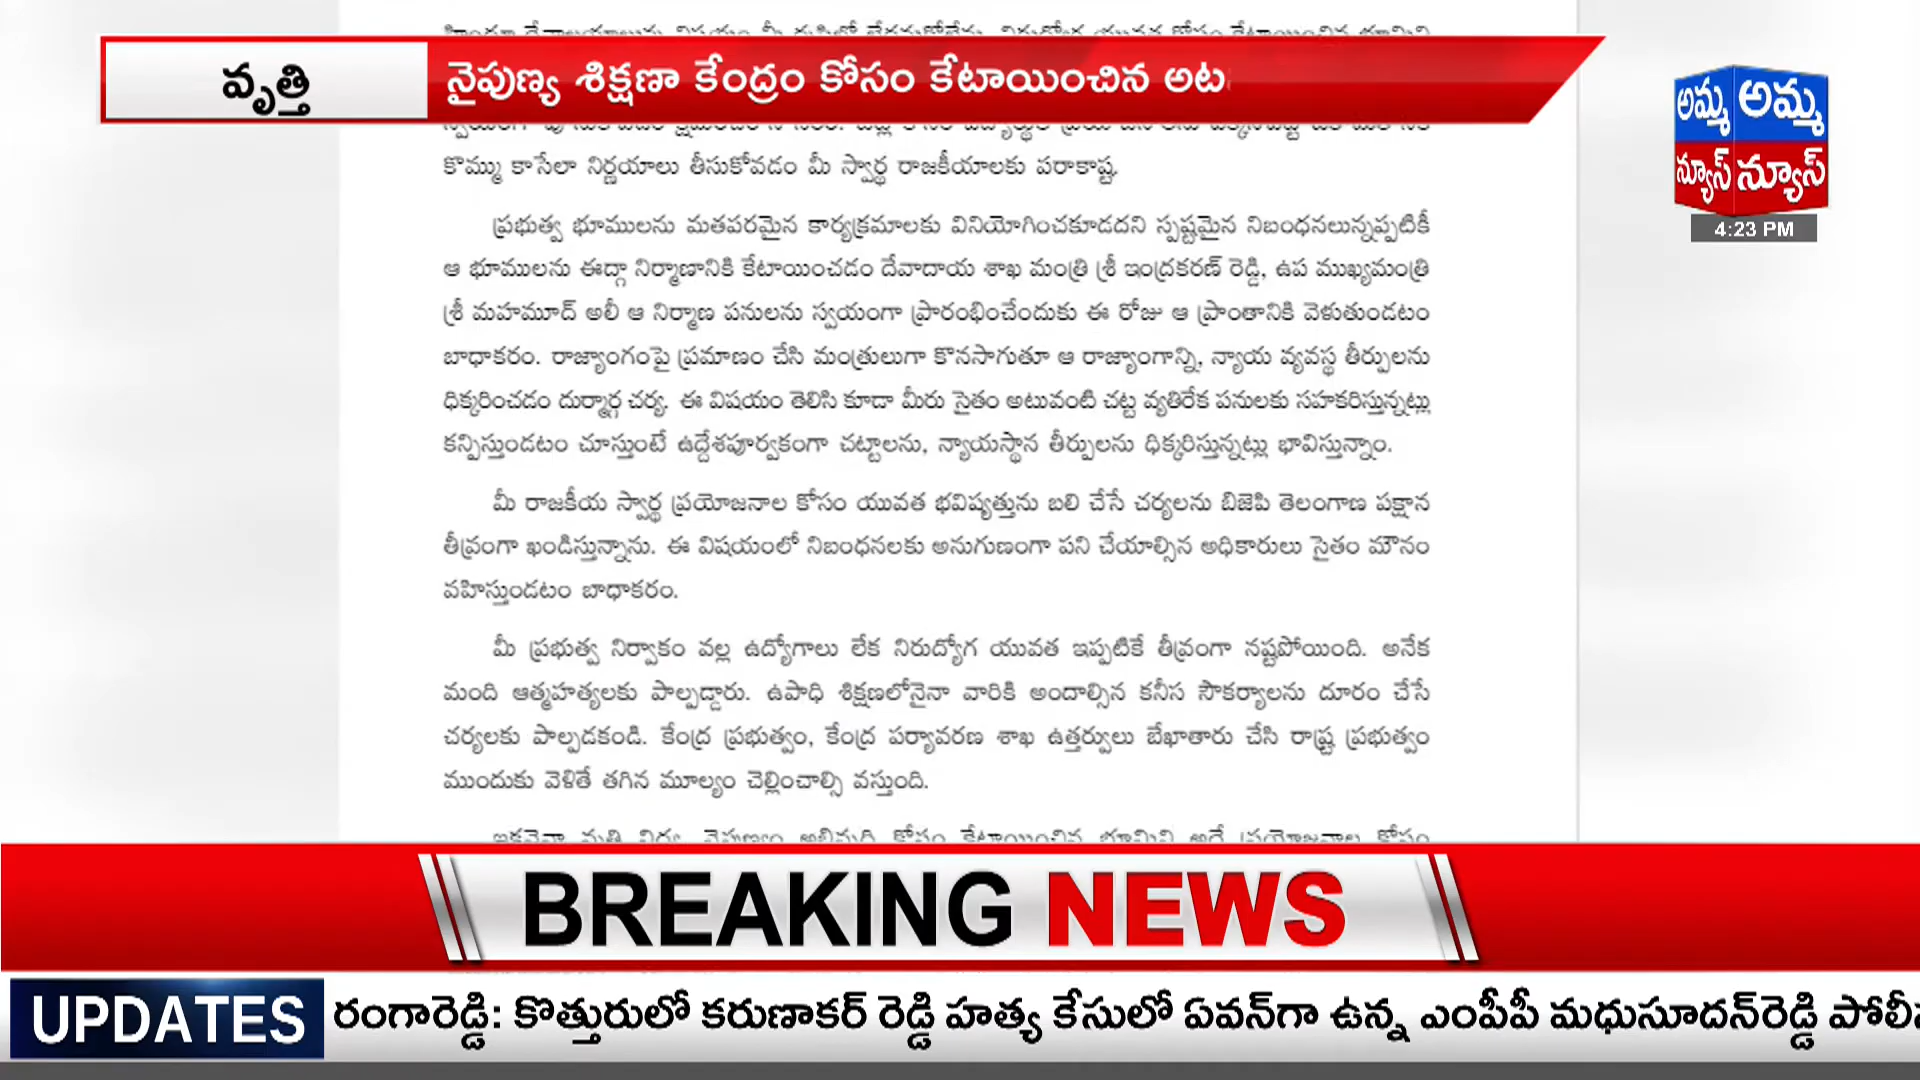 వృత్తి
నైపుణ్య శిక్షణా కేంద్రం కోసం కేటాయించిన అట
అమ్మ అమ్మ
న్యూస్ న్యూస్
4:23 PM
కొమ్ము కాసేలా నిర్ణయాలు తీసుకోవడం మీ స్వార్థ రాజకీయాలకు పరాకాష్ట.
ప్రభుత్వ భూములను మతపరమైన కార్యక్రమాలకు వినియోగించకూడదని స్పష్టమైన నిబంధనలున్నప్పటికీ
ఆ భూములను ఈద్గా నిర్మాణానికి కేటాయించడం దేవాదాయ శాఖ మంత్రి శ్రీ ఇంద్రకరణ్ రెడ్డి, ఉప ముఖ్యమంత్రి
శ్రీ మహమూద్ అలీ ఆ నిర్మాణ పనులను స్వయంగా ప్రారంభించేందుకు ఈ రోజు ఆ ప్రాంతానికి వెళుతుండటం
బాధాకరం. రాజ్యాంగంపై ప్రమాణం చేసి మంత్రులుగా కొనసాగుతూ ఆ రాజ్యాంగాన్ని, న్యాయ వ్యవస్థ తీర్పులను
ధిక్కరించడం దుర్మార్గ చర్య. ఈ విషయం తెలిసి కూడా మీరు సైతం అటువంటి చట్ట వ్యతిరేక పనులకు సహకరిస్తున్నట్లు
కన్పిస్తుండటం చూస్తుంటే ఉద్దేశపూర్వకంగా చట్టాలను, న్యాయస్థాన తీర్పులను ధిక్కరిస్తున్నట్లు భావిస్తున్నాం.
మీ రాజకీయ స్వార్థ ప్రయోజనాల కోసం యువత భవిష్యత్తును బలి చేసే చర్యలను బిజెపి తెలంగాణ పక్షాన
తీవ్రంగా ఖండిస్తున్నాను. ఈ విషయంలో నిబంధనలకు అనుగుణంగా పని చేయాల్సిన అధికారులు సైతం మౌనం
వహిస్తుండటం బాధాకరం.
మీ ప్రభుత్వ నిర్వాకం వల్ల ఉద్యోగాలు లేక నిరుద్యోగ యువత ఇప్పటికే తీవ్రంగా నష్టపోయింది. అనేక
మంది ఆత్మహత్యలకు పాల్పడ్డారు. ఉపాధి శిక్షణలోనైనా వారికి అందాల్సిన కనీస సౌకర్యాలను దూరం చేసే
చర్యలకు పాల్పడకండి. కేంద్ర ప్రభుత్వం, కేంద్ర పర్యావరణ శాఖ ఉత్తర్వులు బేఖాతారు చేసి రాష్ట్ర ప్రభుత్వం
ముందుకు వెళితే తగిన మూల్యం చెల్లించాల్సి వస్తుంది.
BREAKING NEWS
UPDATES రంగారెడ్డి: కొత్తురులో కరుణాకర్ రెడ్డి హత్య కేసులో ఏవన్‌గా ఉన్న ఎంపీపీ మధుసూదన్‌రెడ్డి